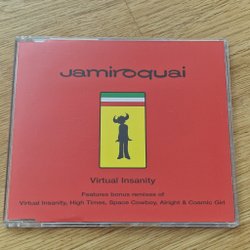 Jamiroquai
Virtual Insanity
Features bonus remixes of
Virtual Insanity, High Times, Space Cowboy, Alright & Cosmic Girl